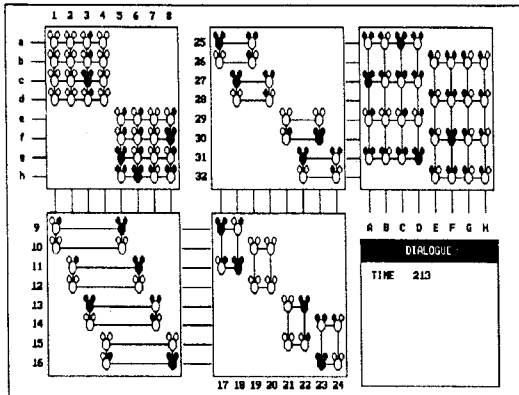 1 2 3 4 5 6 7 8
a
b
c
d
e
f
g
h
25
26
27
28
29
30
31
32
A B C D E F G H
9
10
11
12
13
14
15
16
17 18 19 20 21 22 23 24
DIALOGUE
TIME 213